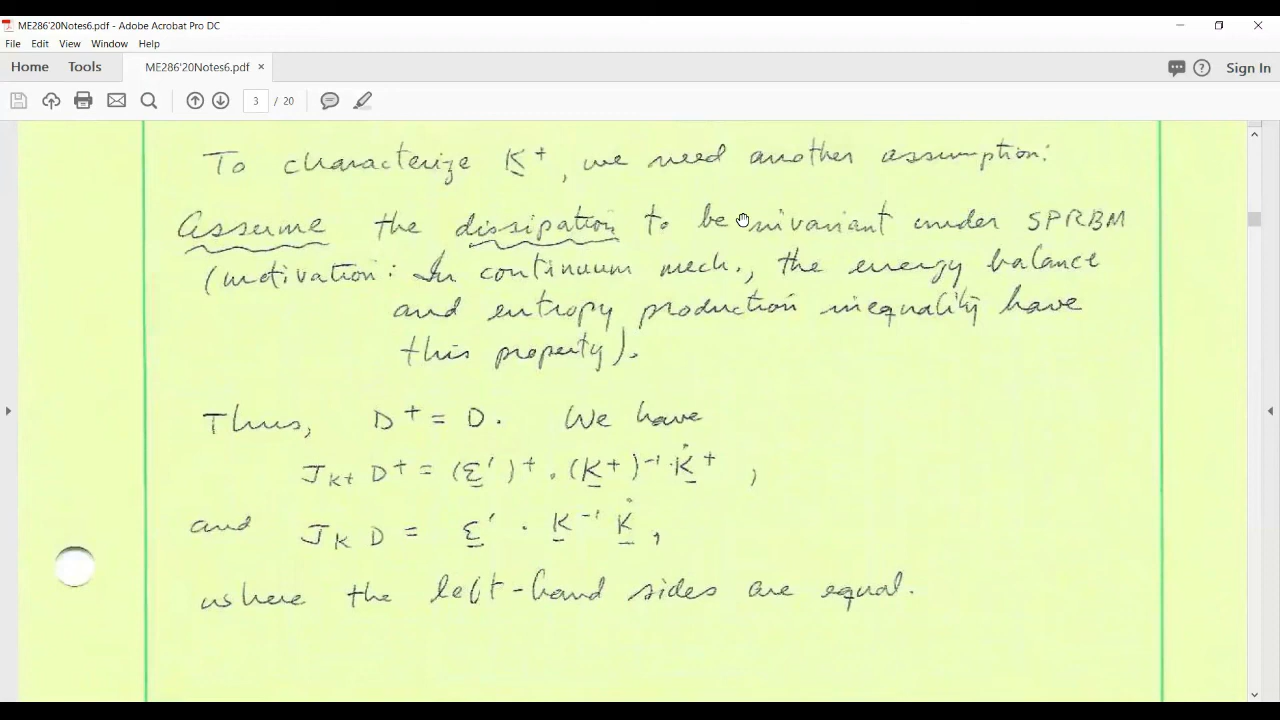 ME286'20Notes6.pdf - Adobe Acrobat Pro DC
File Edit View Window Help
Home Tools ME286'20Notes6.pdf × Sign In
3 / 20
To characterize K⁺, we need another assumption:
Assume the dissipation to be invariant under SPRBM
(motivation: In continuum mech., the energy balance
and entropy production inequality have
this property).
Thus, D⁺ = D. We have
J_K⁺ D⁺ = (Σ′)⁺ · (K⁺)⁻¹ K̇⁺ ,
and J_K D = Σ′ · K⁻¹ K̇ ,
where the left-hand sides are equal.